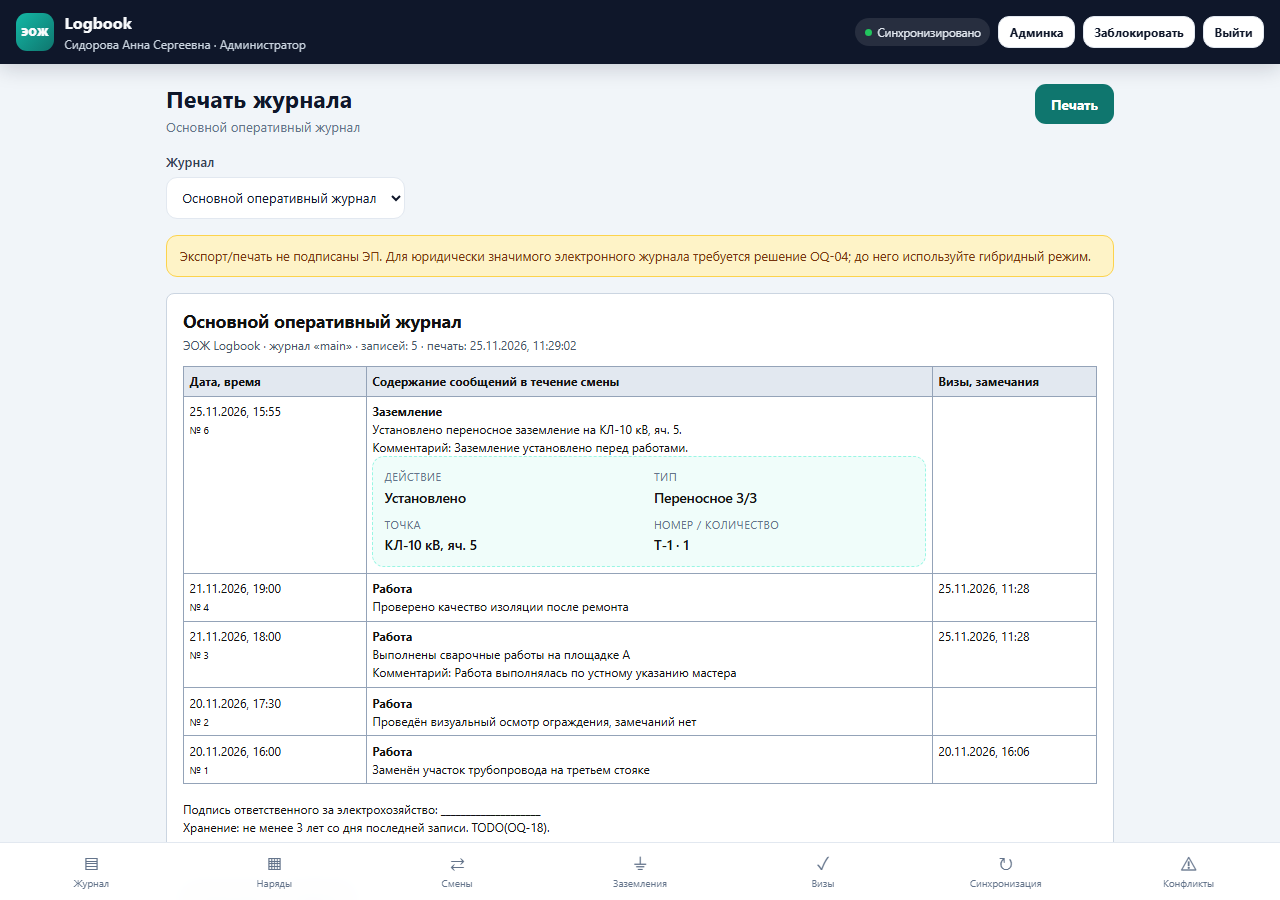 ЭОЖ
Logbook
Сидорова Анна Сергеевна · Администратор
Синхронизировано
Админка
Заблокировать
Выйти
Печать журнала
Основной оперативный журнал
Печать
Журнал
Основной оперативный журнал
Экспорт/печать не подписаны ЭП. Для юридически значимого электронного журнала требуется решение OQ-04; до него используйте гибридный режим.
Основной оперативный журнал
ЭОЖ Logbook · журнал «main» · записей: 5 · печать: 25.11.2026, 11:29:02
Дата, время
Содержание сообщений в течение смены
Визы, замечания
25.11.2026, 15:55
№ 6
Заземление
Установлено переносное заземление на КЛ-10 кВ, яч. 5.
Комментарий: Заземление установлено перед работами.
ДЕЙСТВИЕ
ТИП
Установлено
Переносное 3/3
ТОЧКА
НОМЕР / КОЛИЧЕСТВО
КЛ-10 кВ, яч. 5
Т-1 · 1
21.11.2026, 19:00
№ 4
Работа
Проверено качество изоляции после ремонта
25.11.2026, 11:28
21.11.2026, 18:00
№ 3
Работа
Выполнены сварочные работы на площадке А
Комментарий: Работа выполнялась по устному указанию мастера
25.11.2026, 11:28
20.11.2026, 17:30
№ 2
Работа
Проведён визуальный осмотр ограждения, замечаний нет
20.11.2026, 16:00
№ 1
Работа
Заменён участок трубопровода на третьем стояке
20.11.2026, 16:06
Подпись ответственного за электрохозяйство: ____________________
Хранение: не менее 3 лет со дня последней записи. TODO(OQ-18).
Журнал
Наряды
Смены
Заземления
Визы
Синхронизация
Конфликты